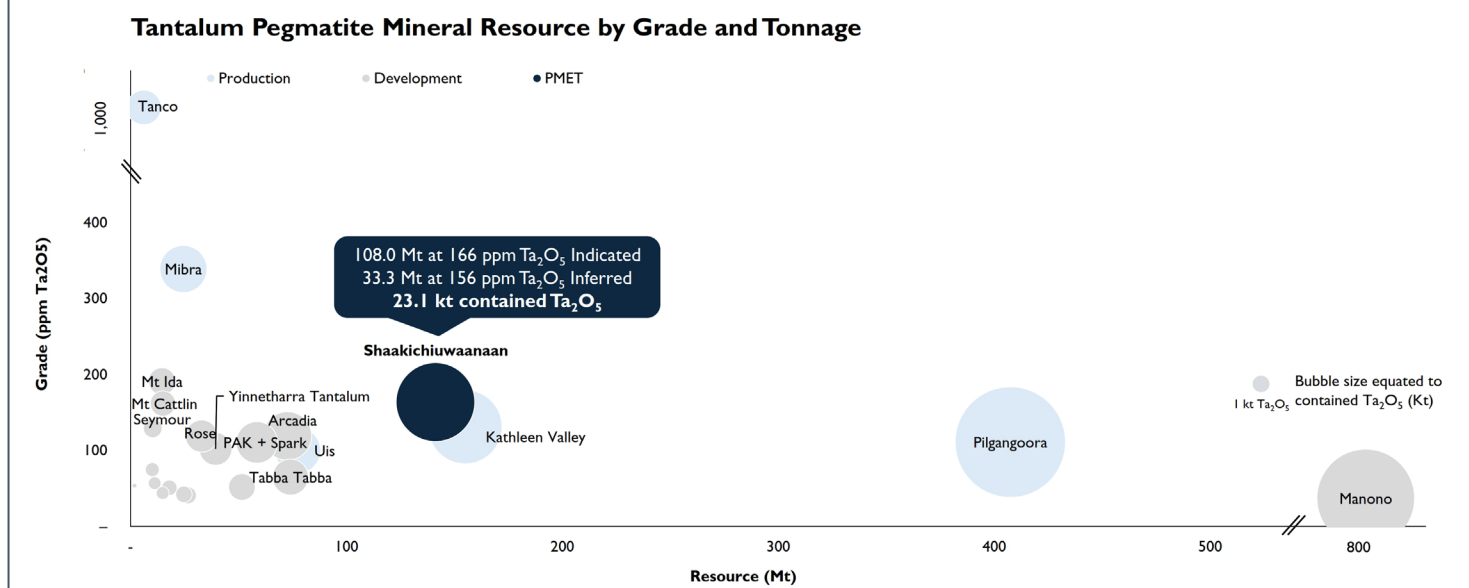 Tantalum Pegmatite Mineral Resource by Grade and Tonnage
Production
Development
PMET
Grade (ppm Ta2O5)
1,000
400
300
200
100
–
Tanco
Mibra
108.0 Mt at 166 ppm Ta₂O₅ Indicated
33.3 Mt at 156 ppm Ta₂O₅ Inferred
23.1 kt contained Ta₂O₅
Shaakichiuwaanaan
Mt Ida
Mt Cattlin
Seymour
Yinnetharra Tantalum
Rose
Arcadia
PAK + Spark
Uis
Tabba Tabba
Kathleen Valley
Pilgangoora
1 kt Ta₂O₅
Bubble size equated to
contained Ta₂O₅ (Kt)
Manono
-
100
200
300
400
500
800
Resource (Mt)